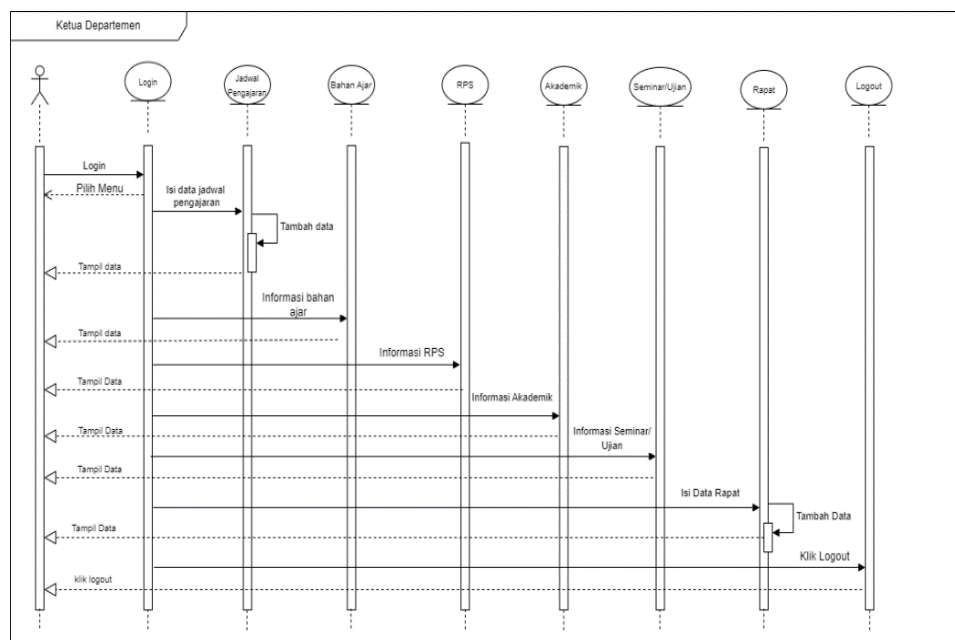 Ketua Departemen
Login
Jadwal
Pengajaran
Bahan Ajar
RPS
Akademik
Seminar/Ujian
Rapat
Logout
Login
Pilih Menu
Isi data jadwal
pengajaran
Tambah data
Tampil data
Informasi bahan
ajar
Tampil data
Informasi RPS
Tampil Data
Informasi Akademik
Tampil Data
Informasi Seminar/
Ujian
Tampil Data
Isi Data Rapat
Tambah Data
Tampil Data
Klik Logout
klik logout